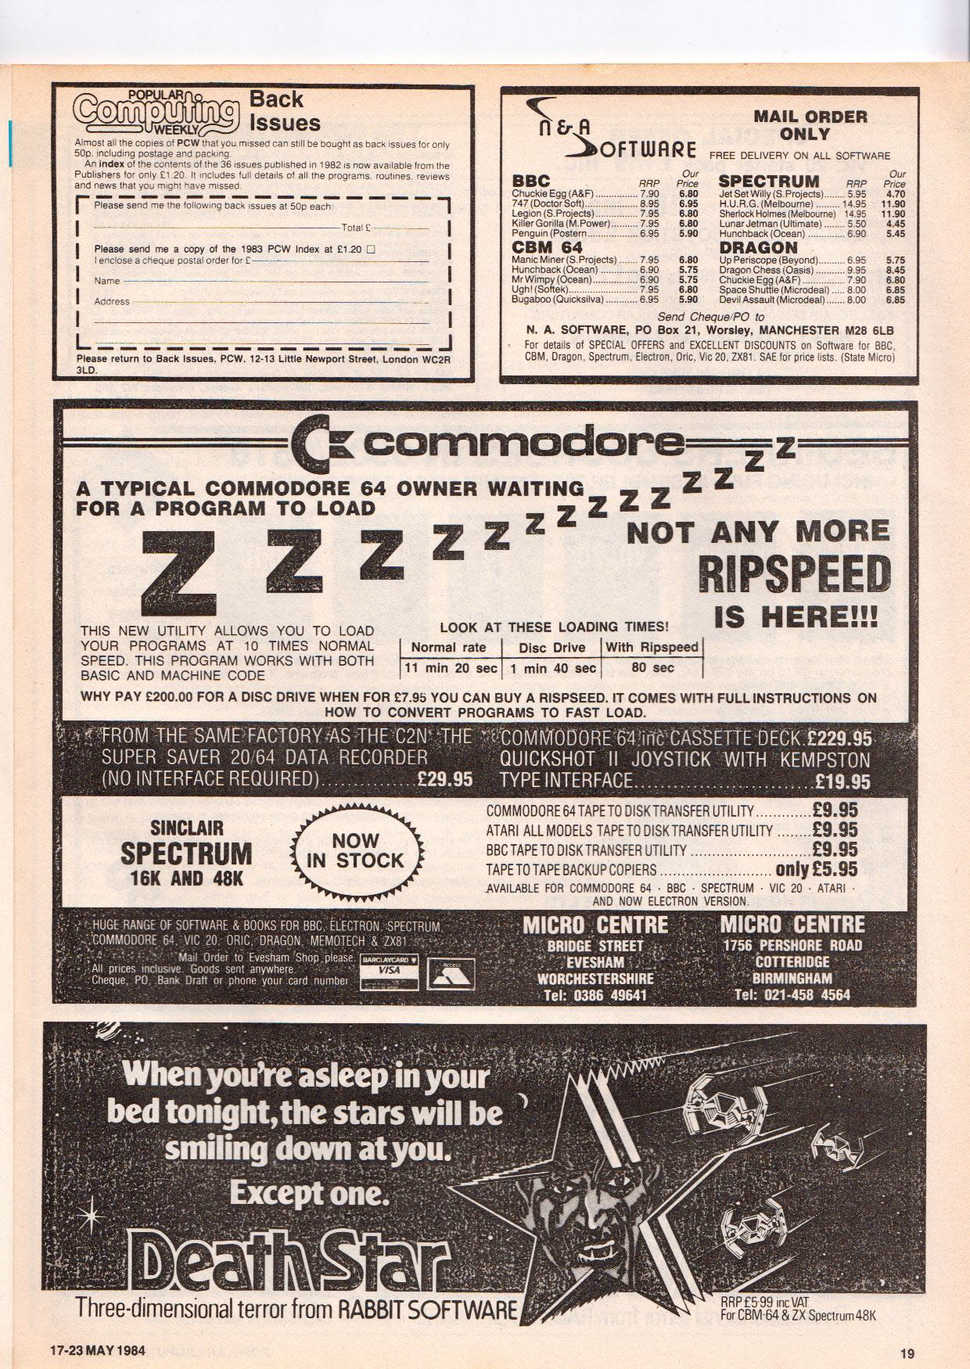 POPULAR
Computing
WEEKLY
Back
Issues
Almost all the copies of PCW that you missed can still be bought as back issues for only
50p, including postage and packing.
An index of the contents of the 36 issues published in 1982 is now available from the
Publishers for only £1.20. It includes full details of all the programs, routines, reviews
and news that you might have missed.
Please send me the following back issues at 50p each:
Total £
Please send me a copy of the 1983 PCW Index at £1.20 ☐
I enclose a cheque postal order for £
Name
Address
Please return to Back Issues, PCW, 12-13 Little Newport Street, London WC2R
3LD.
N & A
SOFTWARE
MAIL ORDER
ONLY
FREE DELIVERY ON ALL SOFTWARE
BBC RRP Our Price
Chuckie Egg (A&F) 7.90 6.80
747 (Doctor Soft) 8.95 6.95
Legion (S.Projects) 7.95 6.80
Killer Gorilla (M.Power) 7.95 6.80
Penguin (Postern 6.95 5.90
CBM 64
Manic Miner (S.Projects) 7.95 6.80
Hunchback (Ocean) 6.90 5.75
Mr Wimpy (Ocean) 6.90 5.75
Ugh! (Softek) 7.95 6.80
Bugaboo (Quicksilva) 6.95 5.90
SPECTRUM RRP Our Price
Jet Set Willy (S.Projects) 5.95 4.70
H.U.R.G. (Melbourne) 14.95 11.90
Sherlock Holmes (Melbourne) 14.95 11.90
Lunar Jetman (Ultimate) 5.50 4.45
Hunchback (Ocean) 6.90 5.45
DRAGON
Up Periscope (Beyond) 6.95 5.75
Dragon Chess (Oasis) 9.95 8.45
Chuckie Egg (A&F) 7.90 6.80
Space Shuttle (Microdeal) 8.00 6.85
Devil Assault (Microdeal) 8.00 6.85
Send Cheque/PO to
N. A. SOFTWARE, PO Box 21, Worsley, MANCHESTER M28 6LB
For details of SPECIAL OFFERS and EXCELLENT DISCOUNTS on Software for BBC,
CBM, Dragon, Spectrum, Electron, Oric, Vic 20, ZX81. SAE for price lists. (State Micro)
commodore
A TYPICAL COMMODORE 64 OWNER WAITING
FOR A PROGRAM TO LOAD
Z Z Z Z Z Z Z Z Z Z Z Z Z Z
NOT ANY MORE
RIPSPEED
IS HERE!!!
THIS NEW UTILITY ALLOWS YOU TO LOAD
YOUR PROGRAMS AT 10 TIMES NORMAL
SPEED. THIS PROGRAM WORKS WITH BOTH
BASIC AND MACHINE CODE
LOOK AT THESE LOADING TIMES!
Normal rate Disc Drive With Ripspeed
11 min 20 sec 1 min 40 sec 80 sec
WHY PAY £200.00 FOR A DISC DRIVE WHEN FOR £7.95 YOU CAN BUY A RISPSEED. IT COMES WITH FULL INSTRUCTIONS ON
HOW TO CONVERT PROGRAMS TO FAST LOAD.
FROM THE SAME FACTORY AS THE C2N THE
SUPER SAVER 20/64 DATA RECORDER
(NO INTERFACE REQUIRED) £29.95
COMMODORE 64 inc CASSETTE DECK £229.95
QUICKSHOT II JOYSTICK WITH KEMPSTON
TYPE INTERFACE £19.95
SINCLAIR
SPECTRUM
16K AND 48K
NOW
IN STOCK
COMMODORE 64 TAPE TO DISK TRANSFER UTILITY £9.95
ATARI ALL MODELS TAPE TO DISK TRANSFER UTILITY £9.95
BBC TAPE TO DISK TRANSFER UTILITY £9.95
TAPE TO TAPE BACKUP COPIERS only £5.95
AVAILABLE FOR COMMODORE 64 · BBC · SPECTRUM · VIC 20 · ATARI ·
AND NOW ELECTRON VERSION.
HUGE RANGE OF SOFTWARE & BOOKS FOR BBC, ELECTRON, SPECTRUM,
COMMODORE 64, VIC 20, ORIC, DRAGON, MEMOTECH & ZX81
Mail Order to Evesham Shop please.
All prices inclusive. Goods sent anywhere.
Cheque, PO, Bank Draft or phone your card number
BARCLAYCARD
VISA
Access
MICRO CENTRE
BRIDGE STREET
EVESHAM
WORCHESTERSHIRE
Tel: 0386 49641
MICRO CENTRE
1756 PERSHORE ROAD
COTTERIDGE
BIRMINGHAM
Tel: 021-458 4564
When you're asleep in your
bed tonight, the stars will be
smiling down at you.
Except one.
Death Star
Three-dimensional terror from RABBIT SOFTWARE
RRP £5·99 inc VAT
For CBM-64 & ZX Spectrum 48K
17-23 MAY 1984
19